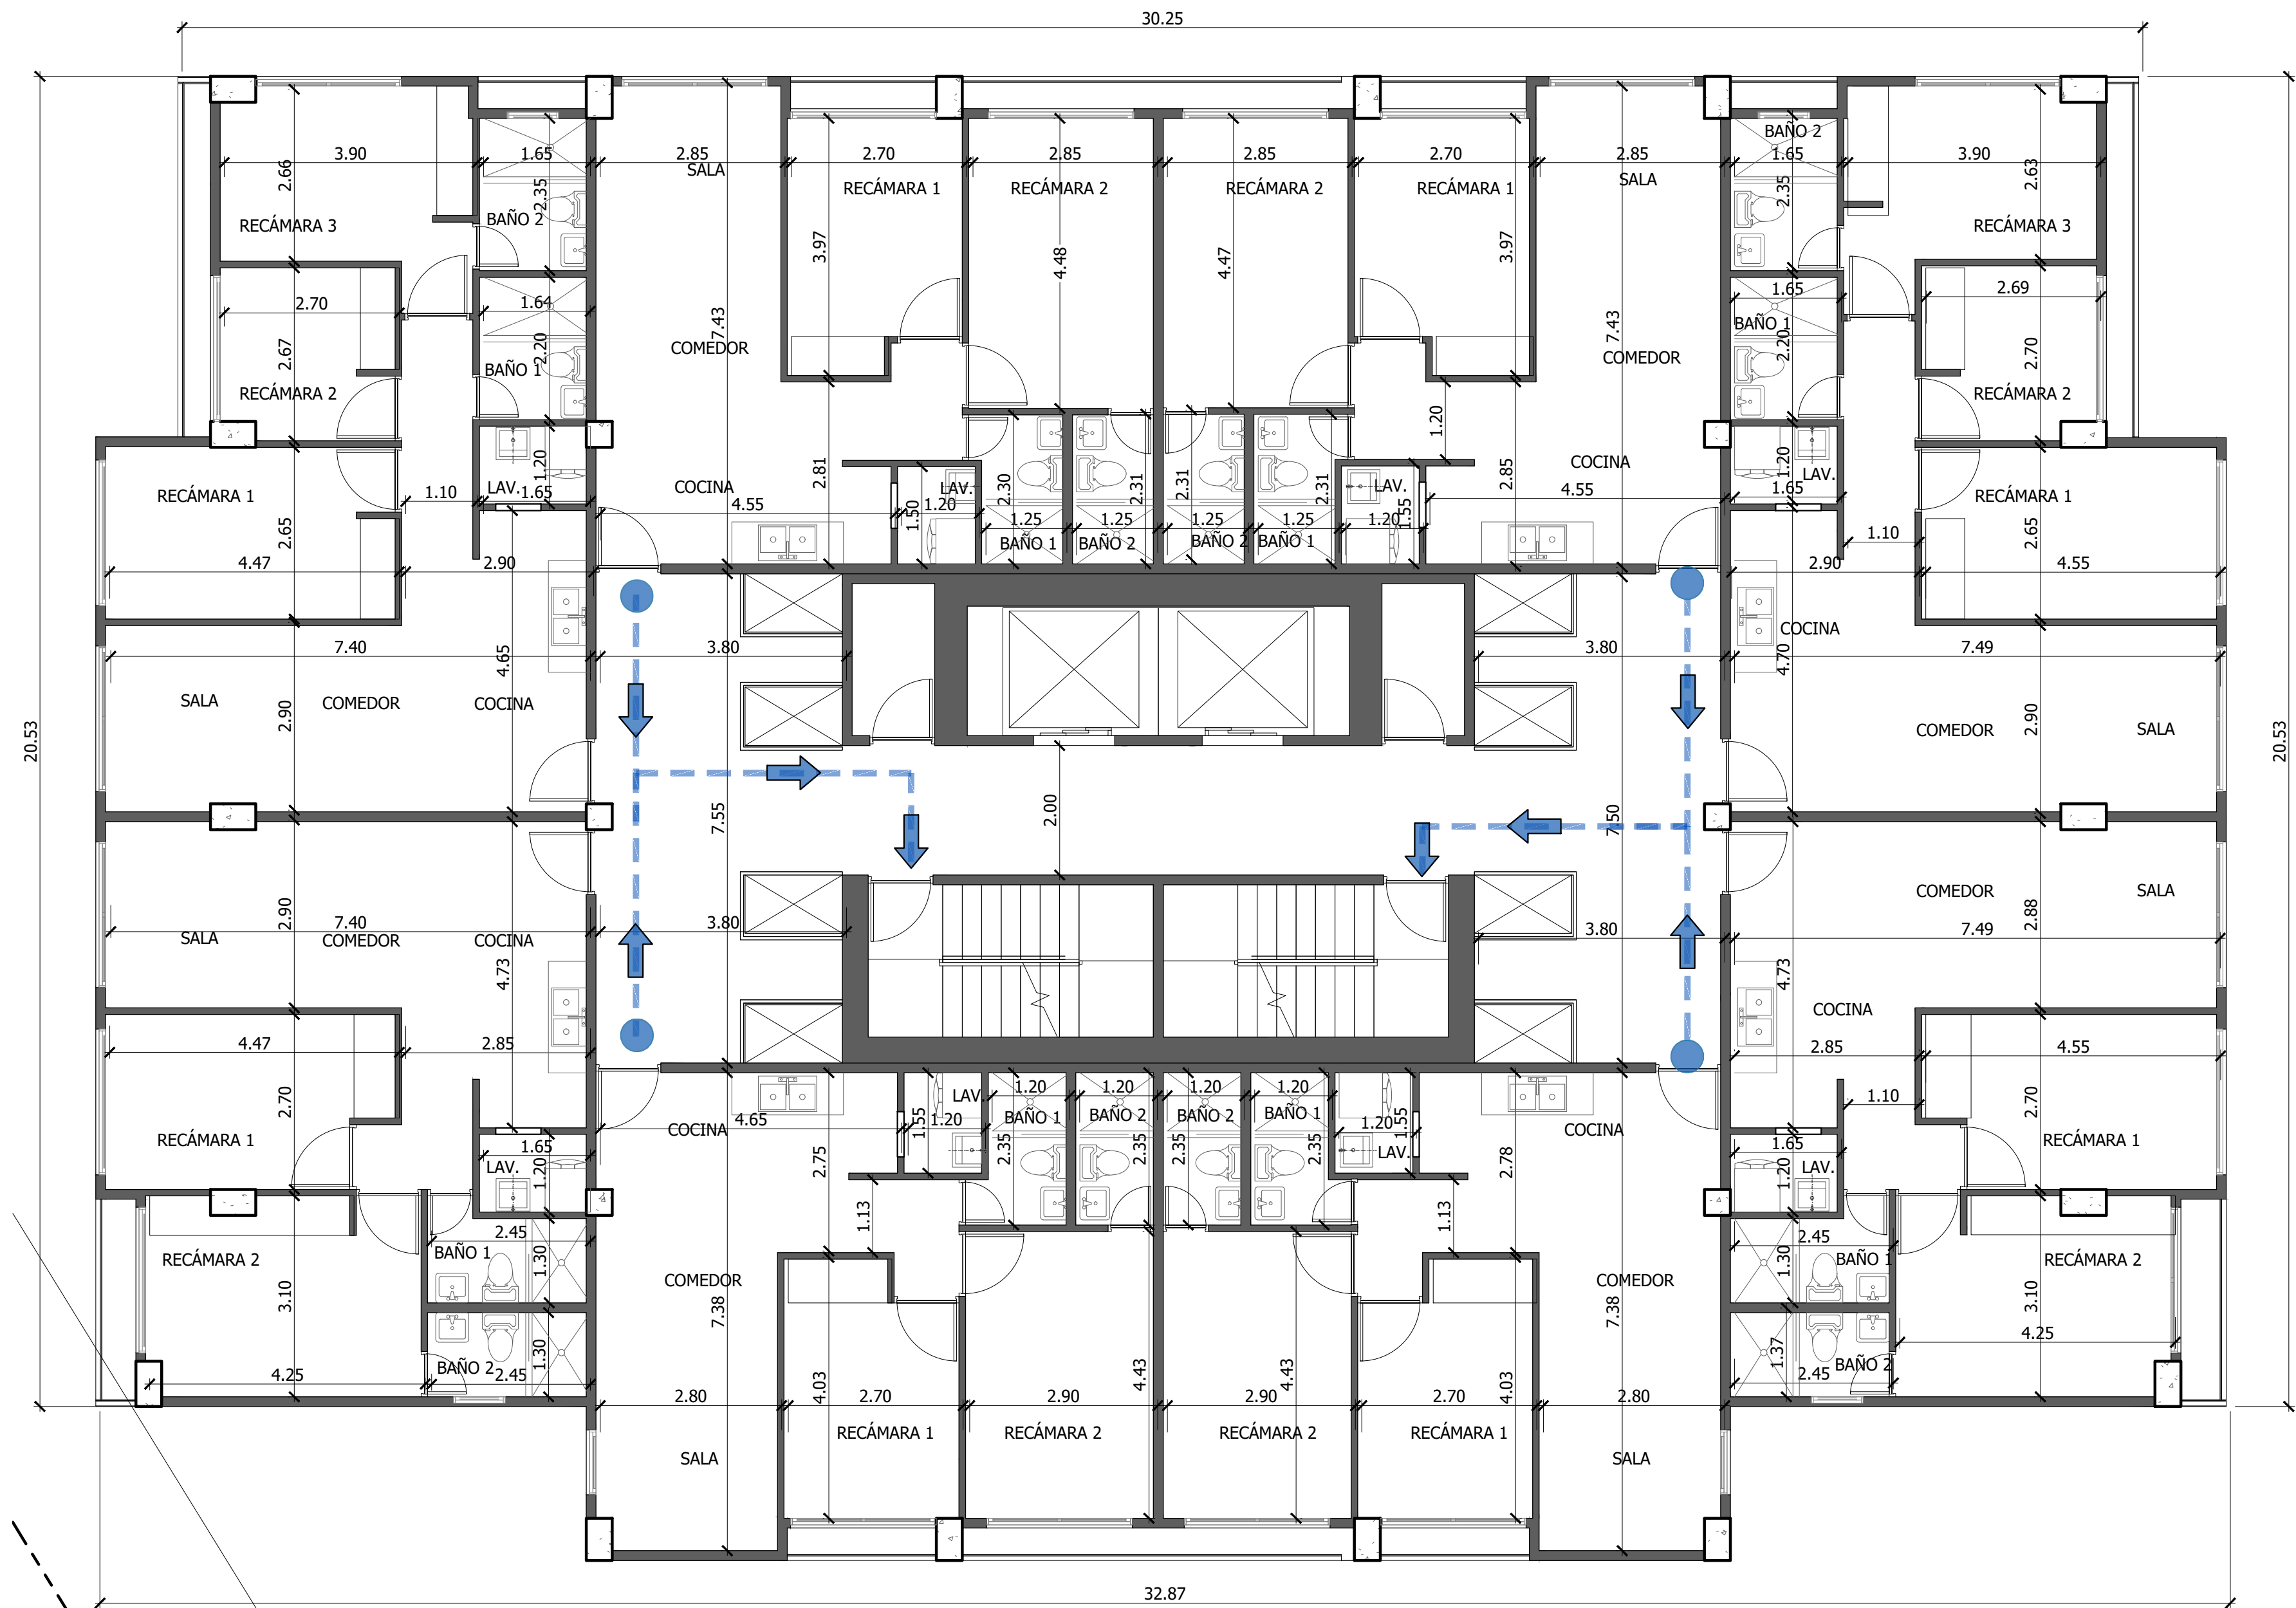 30.25
3.90
1.65
2.85
2.70
2.85
2.85
2.70
2.85
1.65
3.90
BAÑO 2
SALA
SALA
2.66
2.35
RECÁMARA 1
RECÁMARA 2
RECÁMARA 2
RECÁMARA 1
2.35
2.63
RECÁMARA 3
BAÑO 2
3.97
4.48
4.47
3.97
RECÁMARA 3
2.70
1.64
1.65
2.69
2.67
2.20
BAÑO 1
7.43
COMEDOR
7.43
COMEDOR
BAÑO 1
2.20
2.70
RECÁMARA 2
RECÁMARA 2
1.20
RECÁMARA 1
1.10
LAV.
1.65
1.20
COCINA
4.55
2.81
LAV.
1.20
1.50
2.30
2.31
2.31
2.31
LAV.
1.20
1.55
COCINA
4.55
2.85
1.20
LAV.
1.65
1.10
RECÁMARA 1
2.65
1.25
1.25
1.25
1.25
2.65
BAÑO 1
BAÑO 2
BAÑO 2
BAÑO 1
4.47
2.90
2.90
4.55
COCINA
7.40
4.65
3.80
3.80
4.70
7.49
SALA
COMEDOR
COCINA
2.90
COMEDOR
SALA
2.90
20.53
20.53
7.55
2.00
7.50
2.90
7.40
SALA
COMEDOR
COCINA
3.80
3.80
COMEDOR
SALA
7.49
2.88
4.73
4.73
COCINA
4.47
2.85
2.85
4.55
2.70
RECÁMARA 1
1.10
2.70
RECÁMARA 1
1.65
LAV.
1.20
4.65
COCINA
2.75
1.55
LAV.
1.20
1.20
1.20
1.20
1.20
BAÑO 1
BAÑO 2
BAÑO 2
BAÑO 1
2.35
2.35
2.35
2.35
1.20
1.55
LAV.
COCINA
2.78
1.65
LAV.
1.20
1.13
1.13
RECÁMARA 2
2.45
BAÑO 1
1.30
COMEDOR
COMEDOR
2.45
BAÑO 1
1.30
RECÁMARA 2
3.10
7.38
7.38
3.10
4.25
BAÑO 2
2.45
1.30
1.37
BAÑO 2
2.45
4.25
2.80
2.70
2.90
2.90
2.70
2.80
4.03
4.43
4.43
4.03
RECÁMARA 1
RECÁMARA 2
RECÁMARA 2
RECÁMARA 1
SALA
SALA
32.87